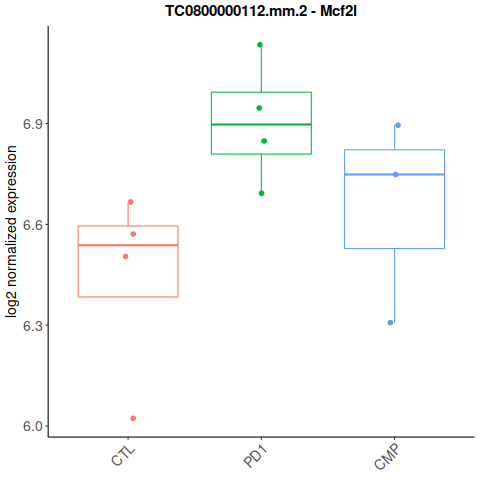 TC0800000112.mm.2 - Mcf2l
log2 normalized expression
6.9
6.6
6.3
6.0
CTL
PD1
CMP